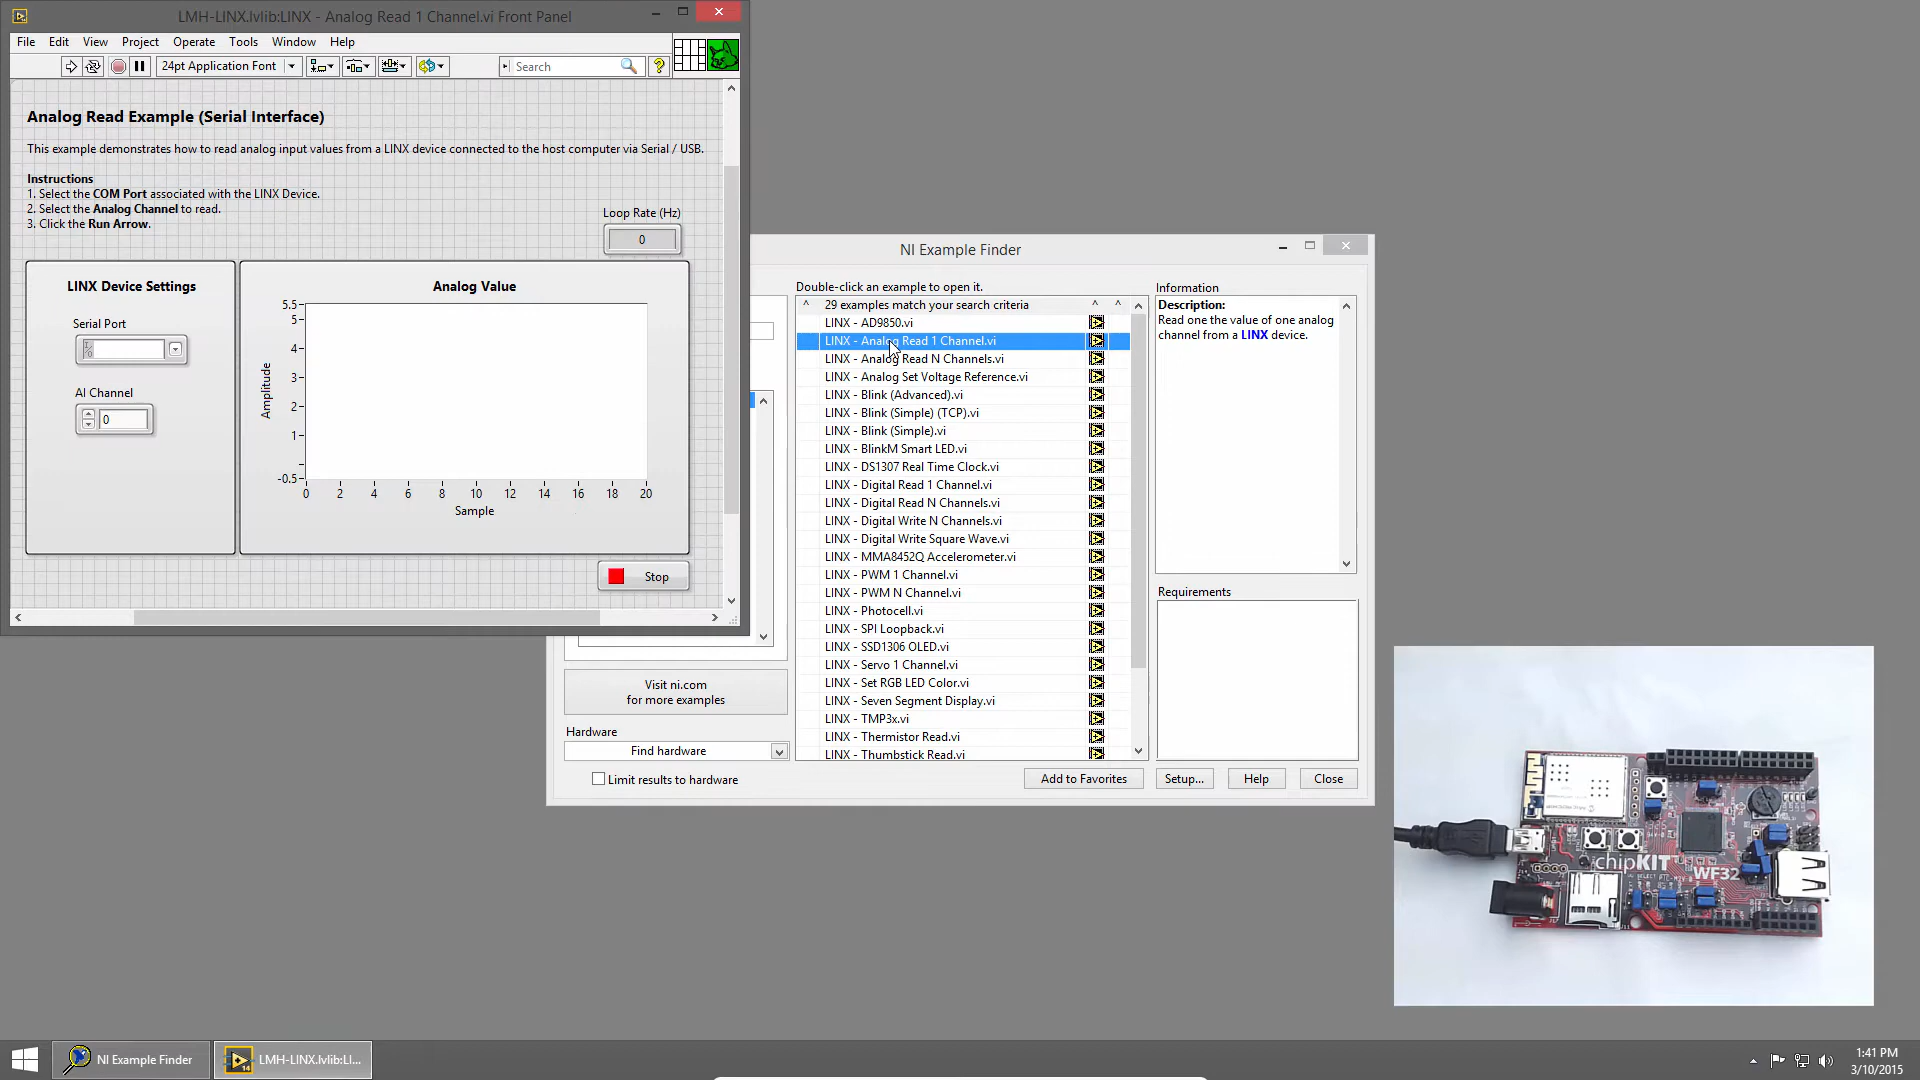 LMH-LINX.lvlib:LINX - Analog Read 1 Channel.vi Front Panel
File Edit View Project Operate Tools Window Help
24pt Application Font
Search
?
Analog Read Example (Serial Interface)
This example demonstrates how to read analog input values from a LINX device connected to the host computer via Serial / USB.
Instructions
1. Select the COM Port associated with the LINX Device.
2. Select the Analog Channel to read.
3. Click the Run Arrow.
Loop Rate (Hz)
0
LINX Device Settings
Serial Port
AI Channel
0
Analog Value
Amplitude
5.5
5
4
3
2
1
-0.5
0 2 4 6 8 10 12 14 16 18 20
Sample
Stop
NI Example Finder
Double-click an example to open it.
29 examples match your search criteria
LINX - AD9850.vi
LINX - Analog Read 1 Channel.vi
LINX - Analog Read N Channels.vi
LINX - Analog Set Voltage Reference.vi
LINX - Blink (Advanced).vi
LINX - Blink (Simple) (TCP).vi
LINX - Blink (Simple).vi
LINX - BlinkM Smart LED.vi
LINX - DS1307 Real Time Clock.vi
LINX - Digital Read 1 Channel.vi
LINX - Digital Read N Channels.vi
LINX - Digital Write N Channels.vi
LINX - Digital Write Square Wave.vi
LINX - MMA8452Q Accelerometer.vi
LINX - PWM 1 Channel.vi
LINX - PWM N Channel.vi
LINX - Photocell.vi
LINX - SPI Loopback.vi
LINX - SSD1306 OLED.vi
LINX - Servo 1 Channel.vi
LINX - Set RGB LED Color.vi
LINX - Seven Segment Display.vi
LINX - TMP3x.vi
LINX - Thermistor Read.vi
LINX - Thumbstick Read.vi
Information
Description:
Read one the value of one analog
channel from a LINX device.
Requirements
Visit ni.com
for more examples
Hardware
Find hardware
Limit results to hardware
Add to Favorites
Setup...
Help
Close
chipKIT
WF32
NI Example Finder
LMH-LINX.lvlib:LI...
1:41 PM
3/10/2015